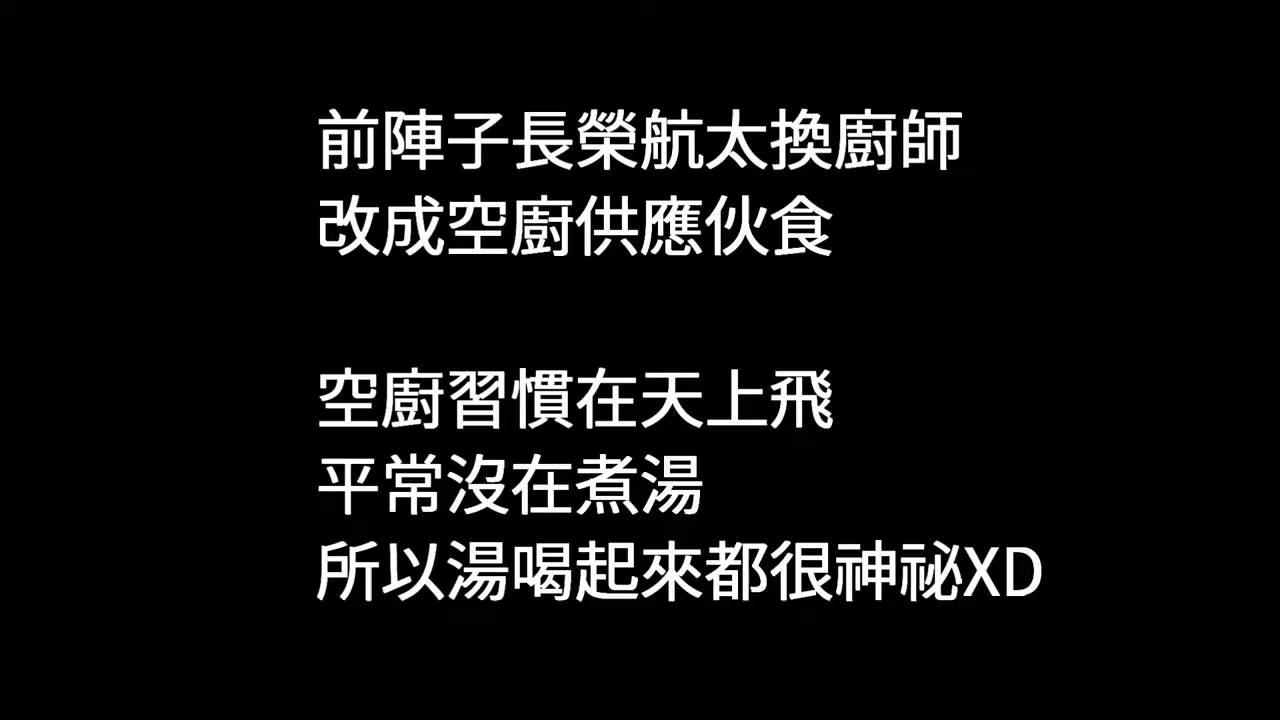 前陣子長榮航太換廚師
改成空廚供應伙食
空廚習慣在天上飛
平常沒在煮湯
所以湯喝起來都很神祕XD